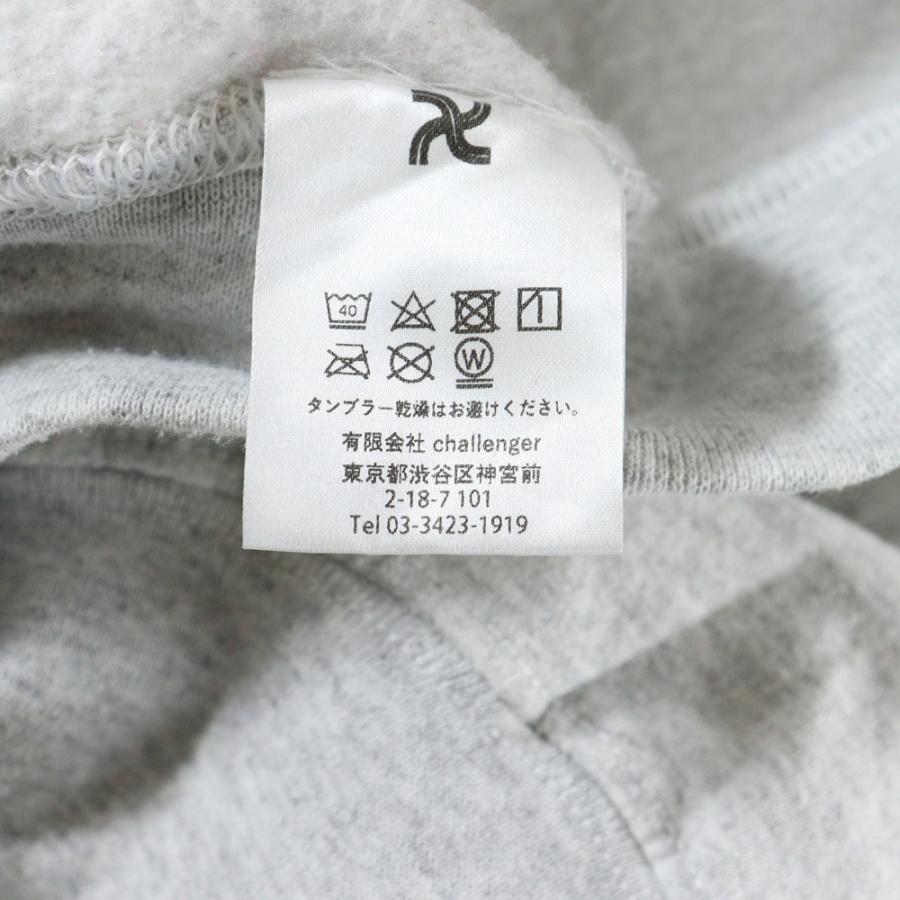 40
W
タンブラー乾燥はお避けください。
有限会社 challenger
東京都渋谷区神宮前
2-18-7 101
Tel 03-3423-1919